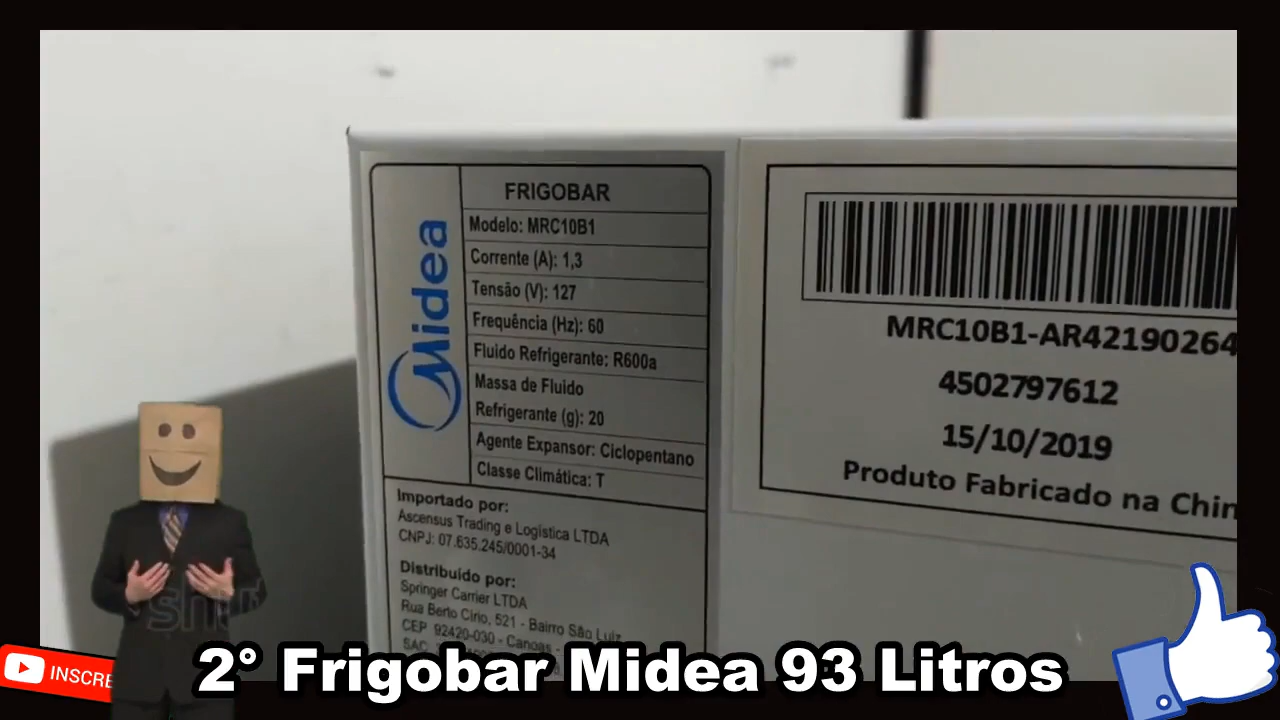 Midea
FRIGOBAR
Modelo: MRC10B1
Corrente (A): 1,3
Tensão (V): 127
Frequência (Hz): 60
Fluido Refrigerante: R600a
Massa de Fluido
Refrigerante (g): 20
Agente Expansor: Ciclopentano
Classe Climática: T
Importado por:
Ascensus Trading e Logística LTDA
CNPJ: 07.635.245/0001-34
Distribuído por:
Springer Carrier LTDA
Rua Berto Círio, 521 - Bairro São Luiz
CEP 92420-030 - Canoas -
SAC
MRC10B1-AR42190264
4502797612
15/10/2019
Produto Fabricado na Chin
INSCRE
2° Frigobar Midea 93 Litros